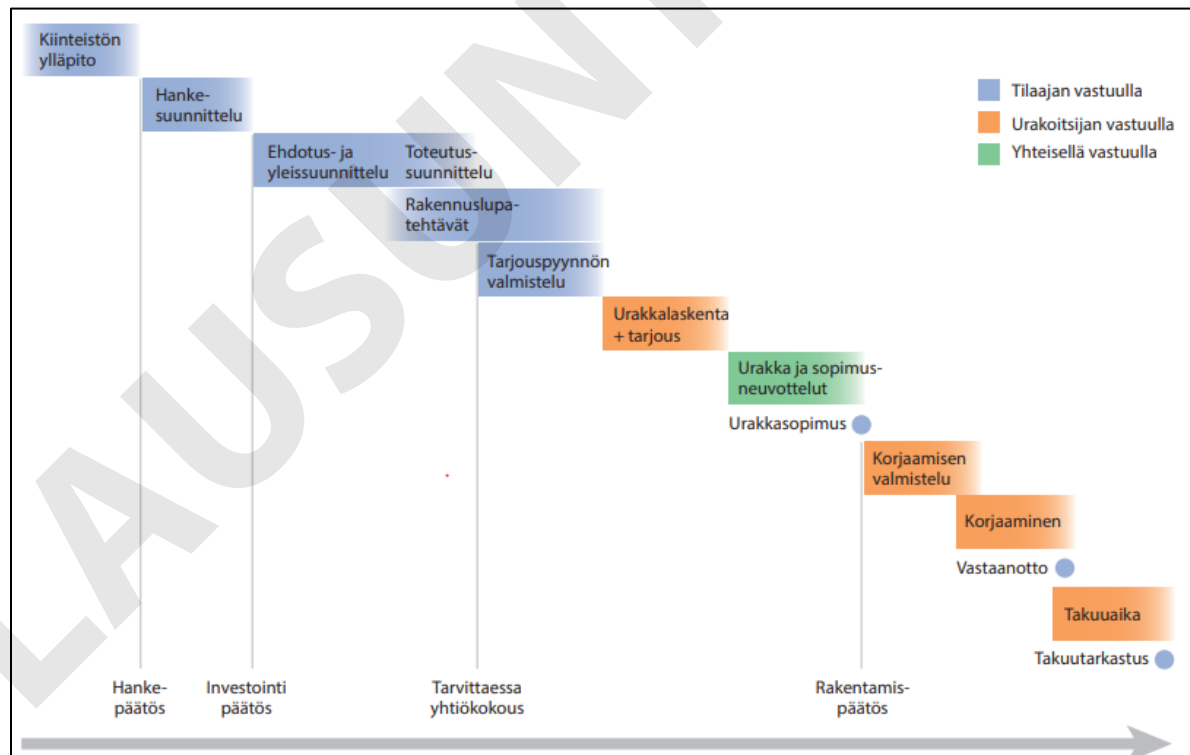 Kiinteistön
ylläpito
Hanke-
suunnittelu
Tilaajan vastuulla
Urakoitsijan vastuulla
Yhteisellä vastuulla
Ehdotus- ja
yleissuunnittelu
Toteutus-
suunnittelu
Rakennuslupa-
tehtävät
Tarjouspyynnön
valmistelu
Urakkalaskenta
+ tarjous
Urakka ja sopimus-
neuvottelut
Urakkasopimus
Korjaamisen
valmistelu
Korjaaminen
Vastaanotto
Takuuaika
Takuutarkastus
Hanke-
päätös
Investointi
päätös
Tarvittaessa
yhtiökokous
Rakentamis-
päätös
LAUSUNT